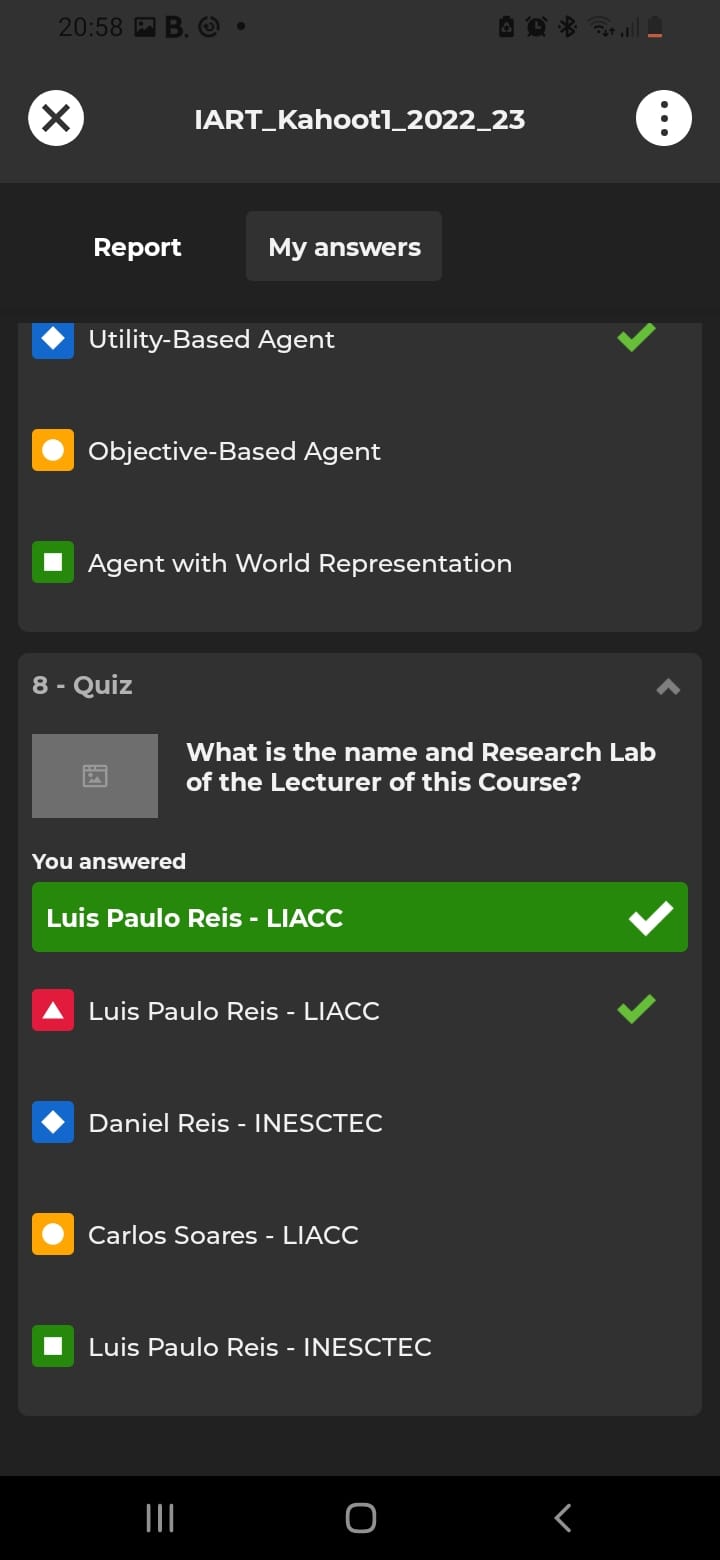 20:58 B.
IART_Kahoot1_2022_23
Report My answers
Utility-Based Agent
Objective-Based Agent
Agent with World Representation
8 - Quiz
What is the name and Research Lab
of the Lecturer of this Course?
You answered
Luis Paulo Reis - LIACC
Luis Paulo Reis - LIACC
Daniel Reis - INESCTEC
Carlos Soares - LIACC
Luis Paulo Reis - INESCTEC